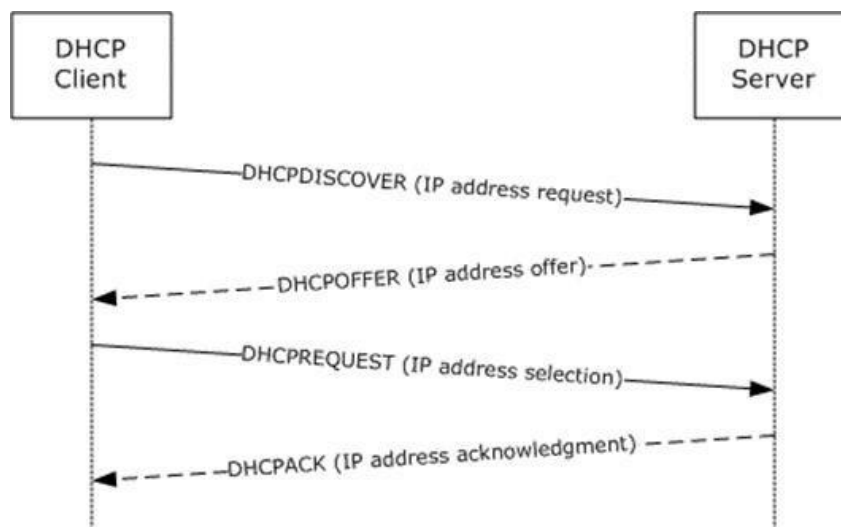 DHCP
Client
DHCP
Server
DHCPDISCOVER (IP address request)
DHCPOFFER (IP address offer)
DHCPREQUEST (IP address selection)
DHCPACK (IP address acknowledgment)